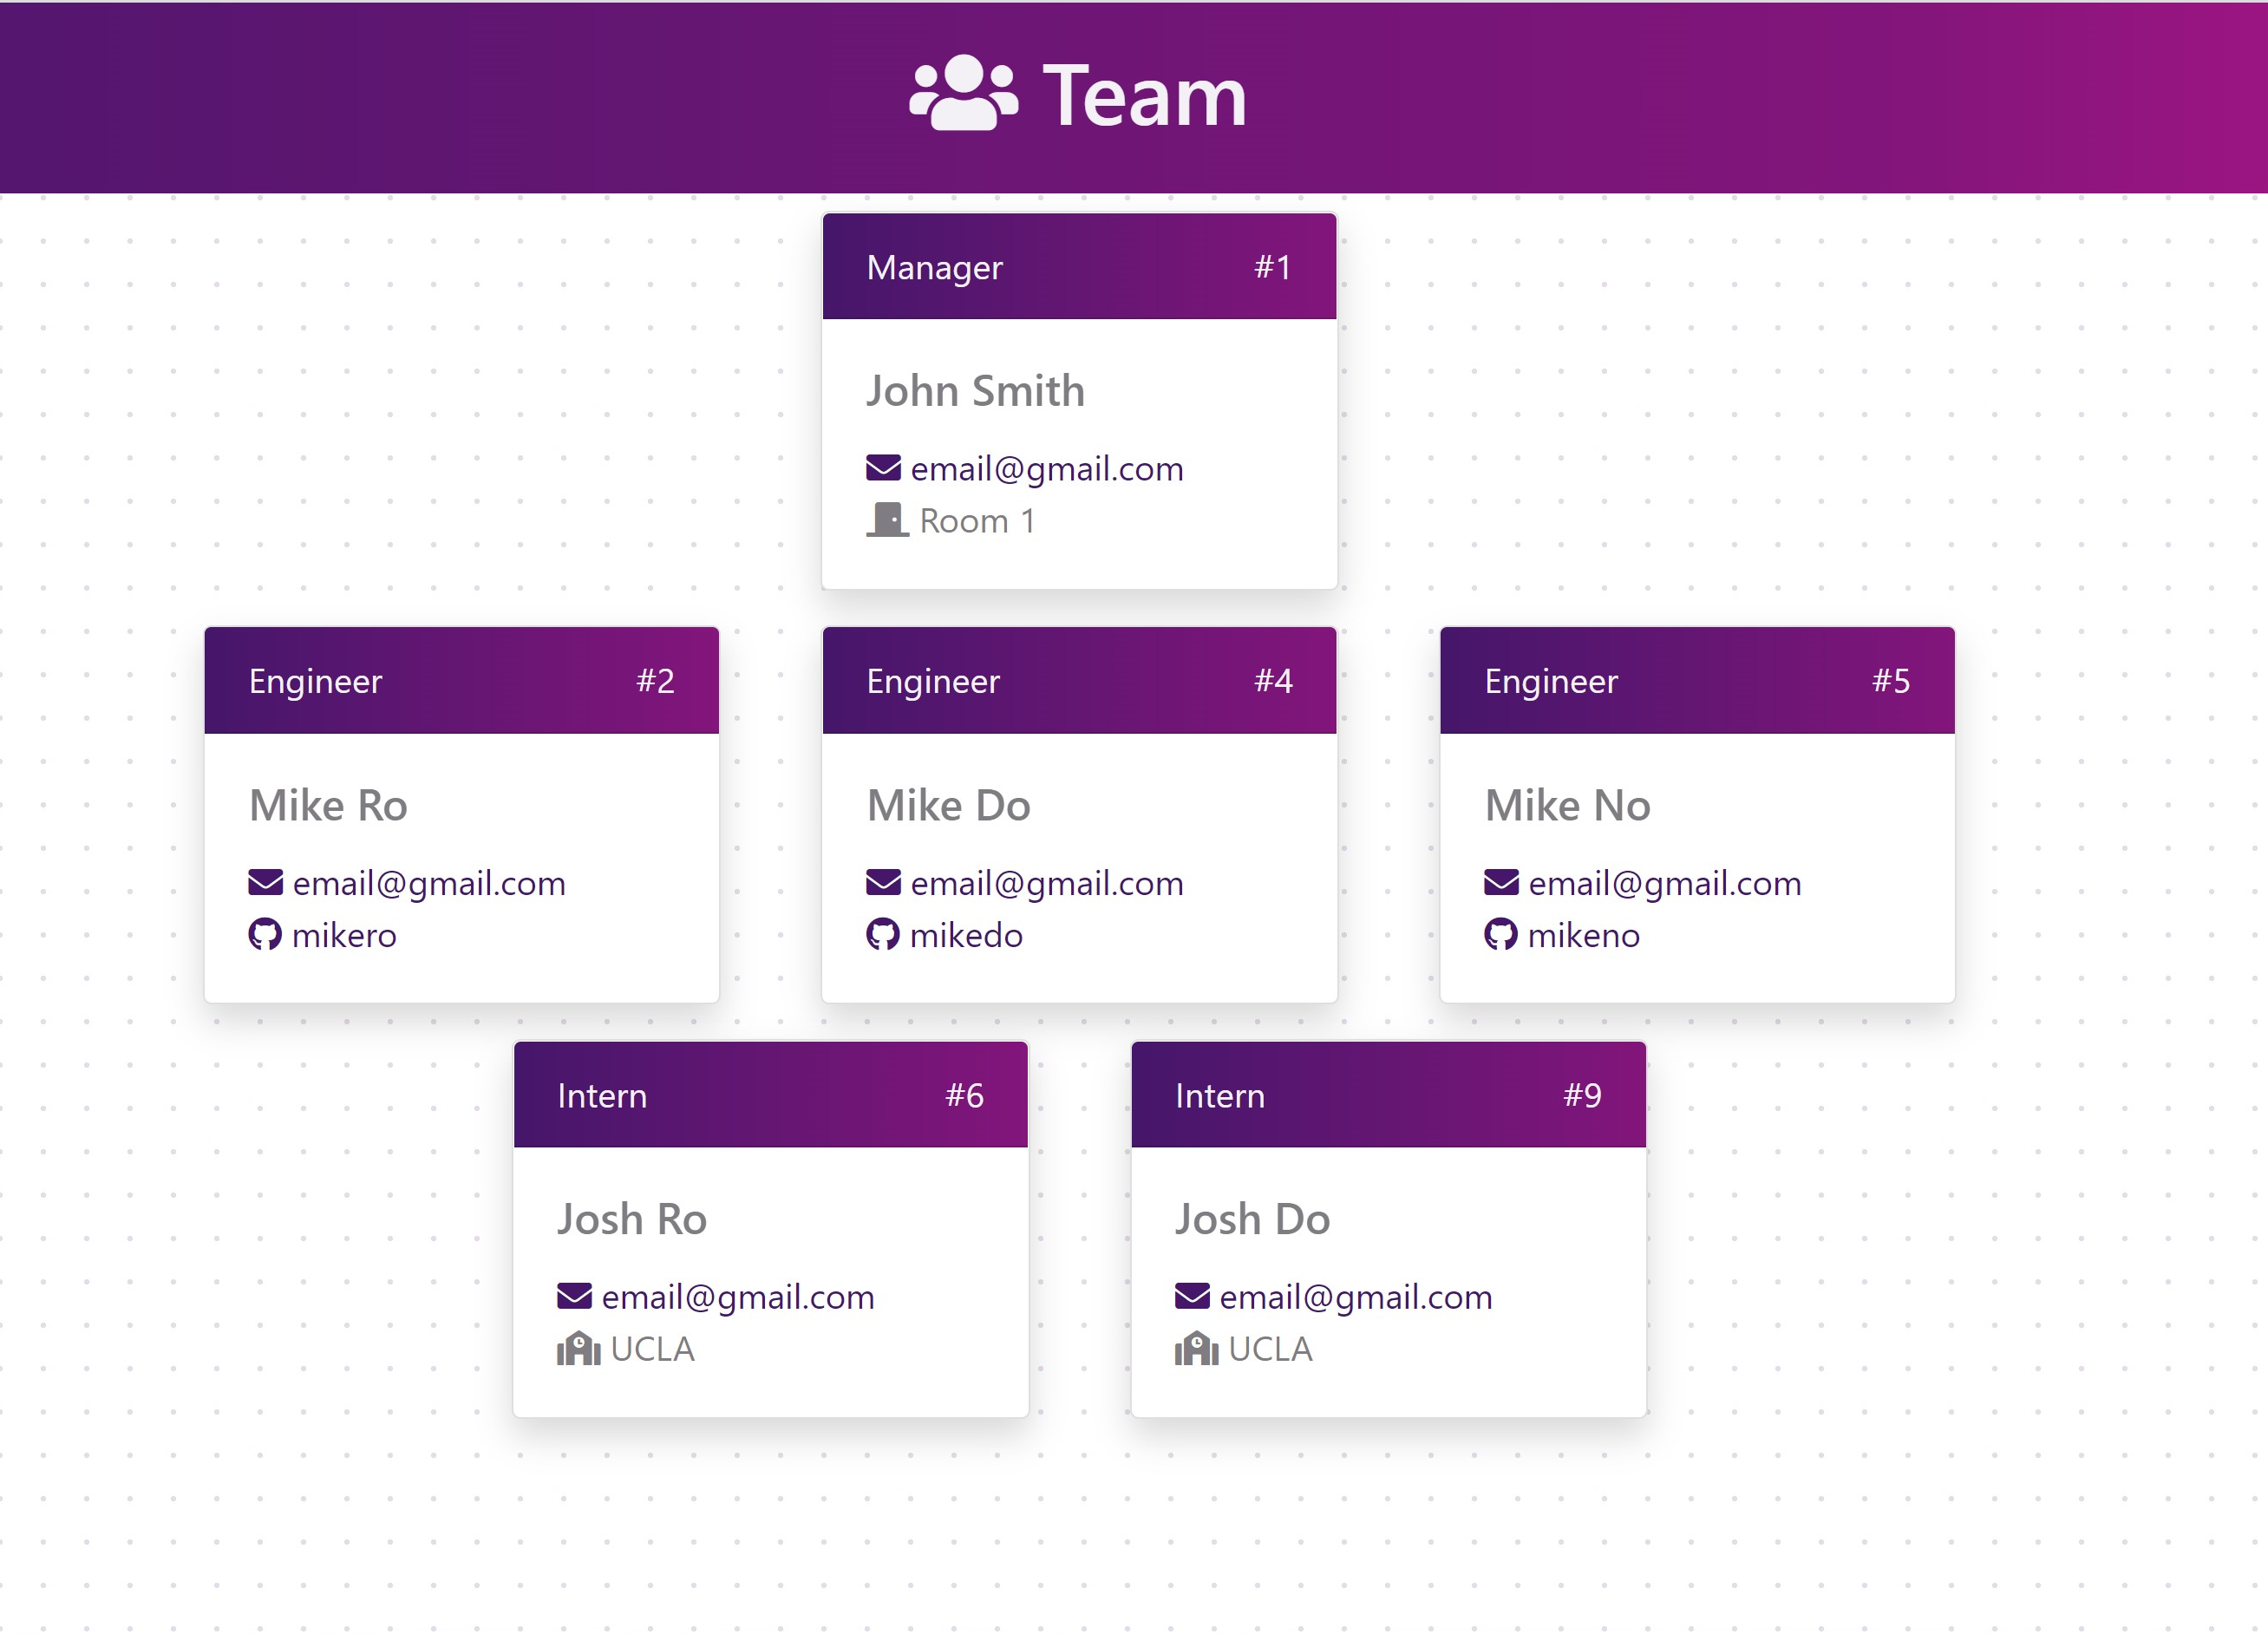 Team
Manager #1
John Smith
email@gmail.com
Room 1
Engineer #2
Mike Ro
email@gmail.com
mikero
Engineer #4
Mike Do
email@gmail.com
mikedo
Engineer #5
Mike No
email@gmail.com
mikeno
Intern #6
Josh Ro
email@gmail.com
UCLA
Intern #9
Josh Do
email@gmail.com
UCLA